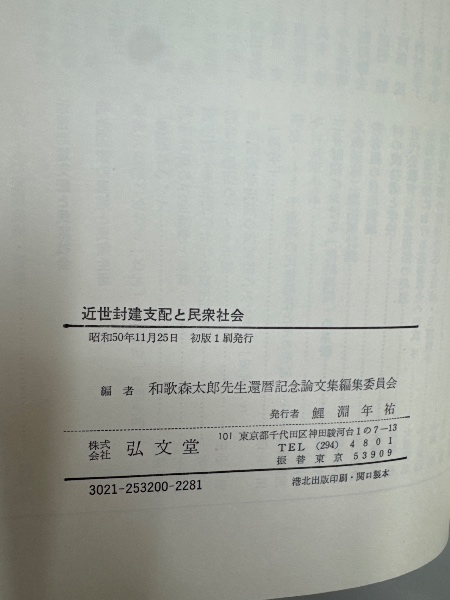 近世封建支配と民衆社会
昭和50年11月25日 初版1刷発行
編者 和歌森太郎先生還暦記念論文集編集委員会
発行者 鯉淵年祐
株式会社 弘文堂
101 東京都千代田区神田駿河台1の7−13
TEL (294) 4801
振替東京 53909
3021-253200-2281
港北出版印刷・関口製本